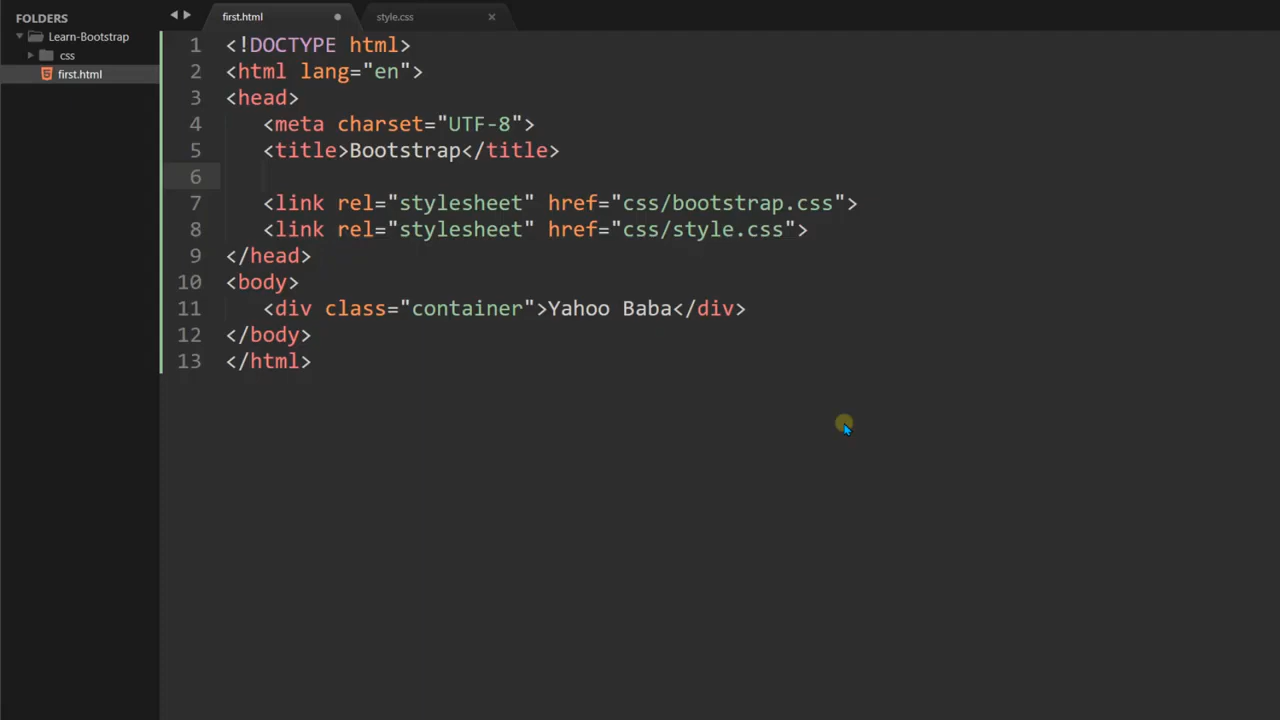 FOLDERS
Learn-Bootstrap
css
first.html
first.html
style.css
1 <!DOCTYPE html>
2 <html lang="en">
3 <head>
4 <meta charset="UTF-8">
5 <title>Bootstrap</title>
6
7 <link rel="stylesheet" href="css/bootstrap.css">
8 <link rel="stylesheet" href="css/style.css">
9 </head>
10 <body>
11 <div class="container">Yahoo Baba</div>
12 </body>
13 </html>